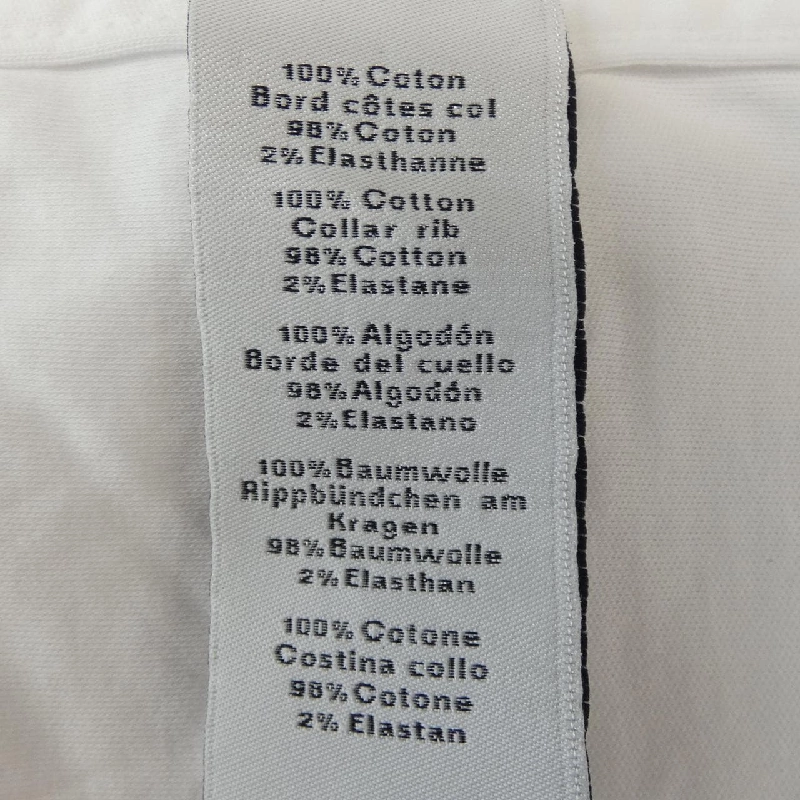 100% Coton
Bord côtes col
98% Coton
2% Elasthanne
100% Cotton
Collar rib
98% Cotton
2% Elastane
100% Algodón
Borde del cuello
98% Algodón
2% Elastano
100% Baumwolle
Rippbündchen am
Kragen
98% Baumwolle
2% Elasthan
100% Cotone
Costina collo
98% Cotone
2% Elastan